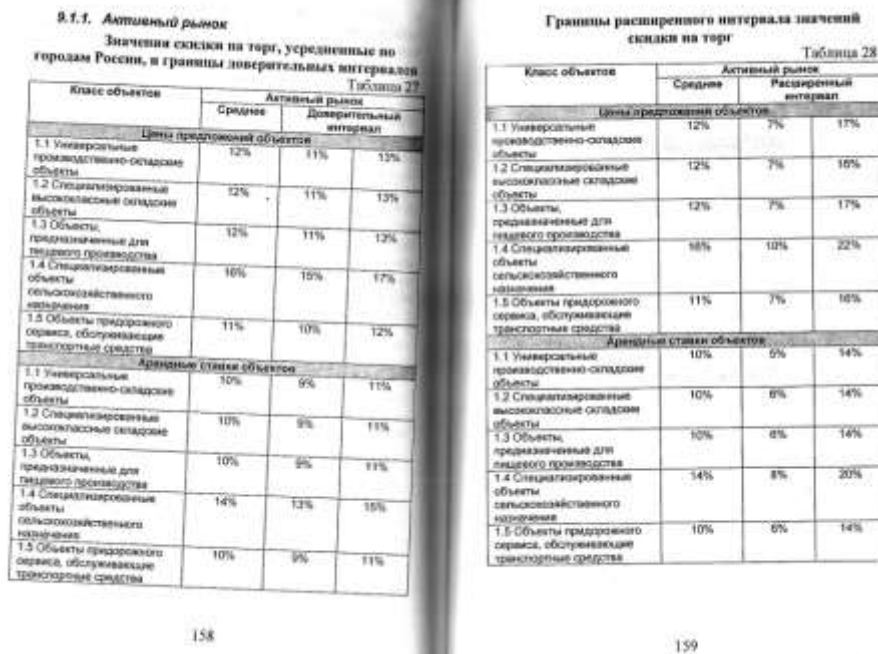 9.1.1. Активный рынок
Значения скидки на торг, усредненные по
городам России, и границы доверительных интервалов
Таблица 27
Класс объектов
Активный рынок
Среднее
Доверительный
интервал
Цены предложений объектов
1.1 Универсальные
производственно-складские
объекты
12% 11% 13%
1.2 Специализированные
высококлассные складские
объекты
12% 11% 13%
1.3 Объекты,
предназначенные для
пищевого производства
12% 11% 13%
1.4 Специализированные
объекты
сельскохозяйственного
назначения
16% 15% 17%
1.5 Объекты придорожного
сервиса, обслуживающие
транспортные средства
11% 10% 12%
Арендные ставки объектов
1.1 Универсальные
производственно-складские
объекты
10% 9% 11%
1.2 Специализированные
высококлассные складские
объекты
10% 9% 11%
1.3 Объекты,
предназначенные для
пищевого производства
10% 9% 11%
1.4 Специализированные
объекты
сельскохозяйственного
назначения
14% 13% 15%
1.5 Объекты придорожного
сервиса, обслуживающие
транспортные средства
10% 9% 11%
158
Границы расширенного интервала значений
скидки на торг
Таблица 28
Класс объектов
Активный рынок
Среднее
Расширенный
интервал
Цены предложений объектов
1.1 Универсальные
производственно-складские
объекты
12% 7% 17%
1.2 Специализированные
высококлассные складские
объекты
12% 7% 16%
1.3 Объекты,
предназначенные для
пищевого производства
12% 7% 17%
1.4 Специализированные
объекты
сельскохозяйственного
назначения
16% 10% 22%
1.5 Объекты придорожного
сервиса, обслуживающие
транспортные средства
11% 7% 16%
Арендные ставки объектов
1.1 Универсальные
производственно-складские
объекты
10% 5% 14%
1.2 Специализированные
высококлассные складские
объекты
10% 6% 14%
1.3 Объекты,
предназначенные для
пищевого производства
10% 6% 14%
1.4 Специализированные
объекты
сельскохозяйственного
назначения
14% 8% 20%
1.5 Объекты придорожного
сервиса, обслуживающие
транспортные средства
10% 6% 14%
159